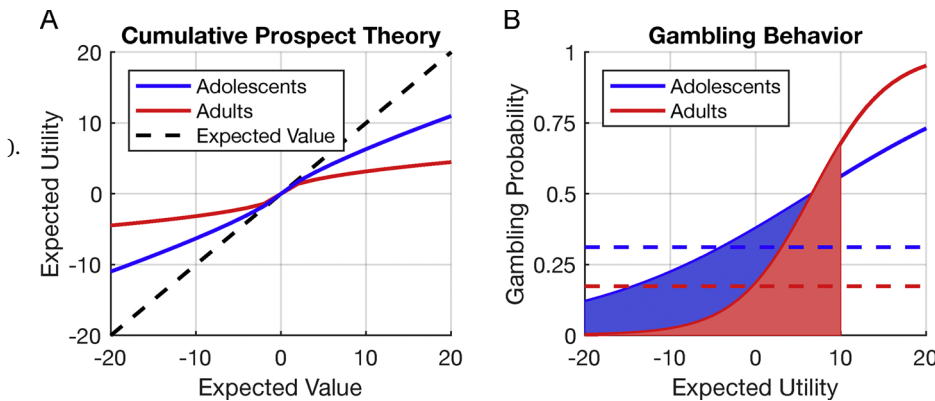 ).
A
Cumulative Prospect Theory
Expected Utility
20
10
0
-10
-20
Adolescents
Adults
Expected Value
-20
-10
0
10
20
Expected Value
B
Gambling Behavior
Gambling Probability
1
0.75
0.5
0.25
0
Adolescents
Adults
-20
-10
0
10
20
Expected Utility